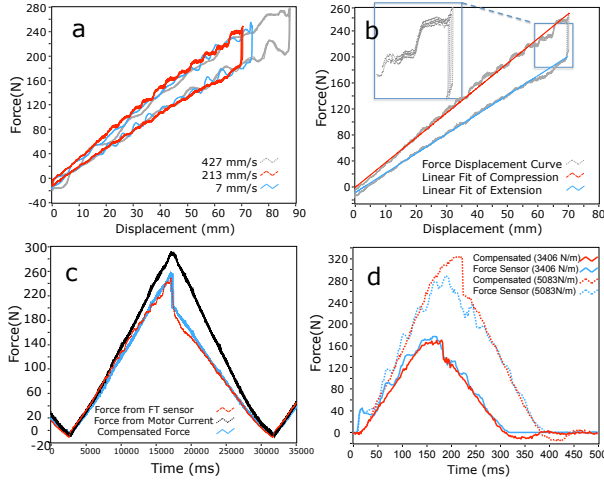 a
Force(N)
280
240
200
160
120
80
40
0
-40
0 10 20 30 40 50 60 70 80 90
Displacement (mm)
427 mm/s
213 mm/s
7 mm/s
b
Force(N)
260
240
200
160
120
80
40
0
0 10 20 30 40 50 60 70 80
Displacement (mm)
Force Displacement Curve
Linear Fit of Compression
Linear Fit of Extension
c
Force(N)
300
260
220
180
140
100
60
20
0
-20
0 5000 10000 15000 20000 25000 30000 35000
Time (ms)
Force from FT sensor
Force from Motor Current
Compensated Force
d
Force(N)
320
280
240
200
160
120
80
40
0
0 50 100 150 200 250 300 350 400 450 500
Time (ms)
Compensated (3406 N/m)
Force Sensor (3406 N/m)
Compensated (5083N/m)
Force Sensor (5083N/m)